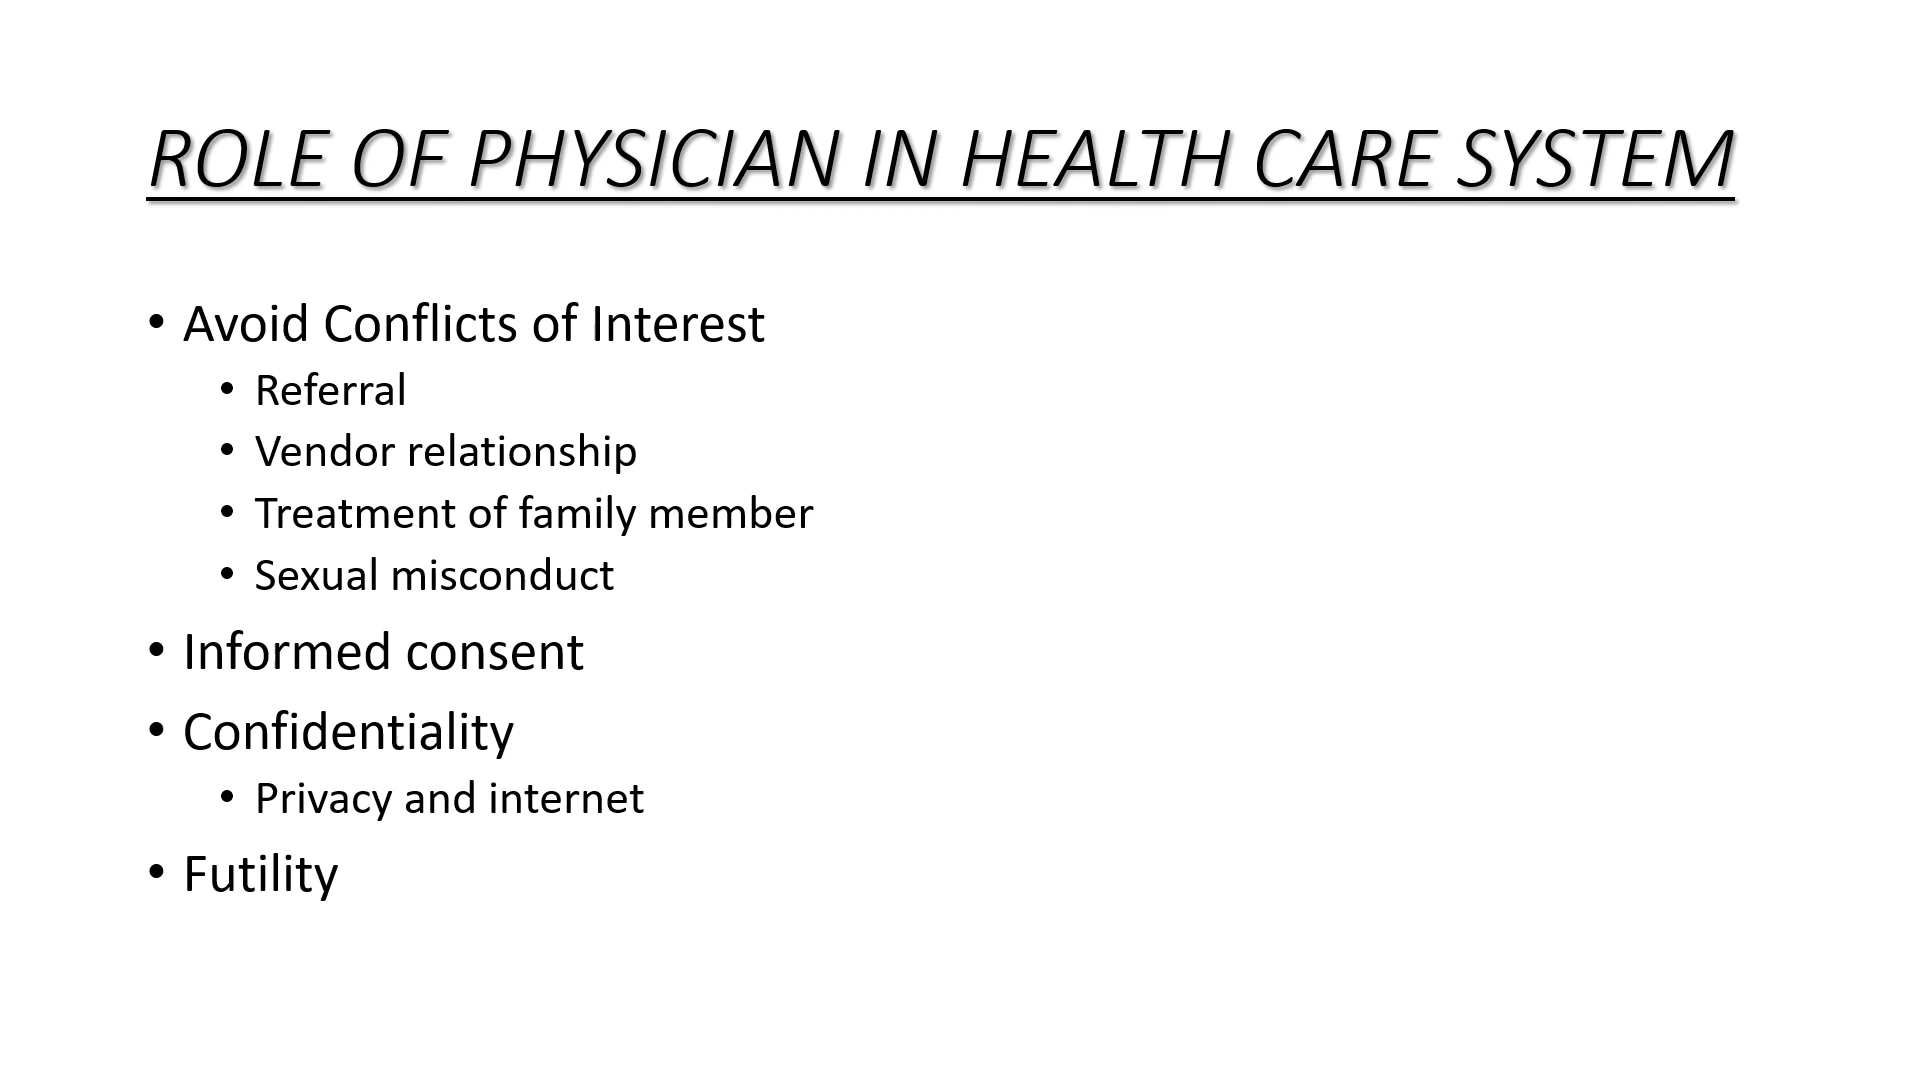 ROLE OF PHYSICIAN IN HEALTH CARE SYSTEM
• Avoid Conflicts of Interest
• Referral
• Vendor relationship
• Treatment of family member
• Sexual misconduct
• Informed consent
• Confidentiality
• Privacy and internet
• Futility